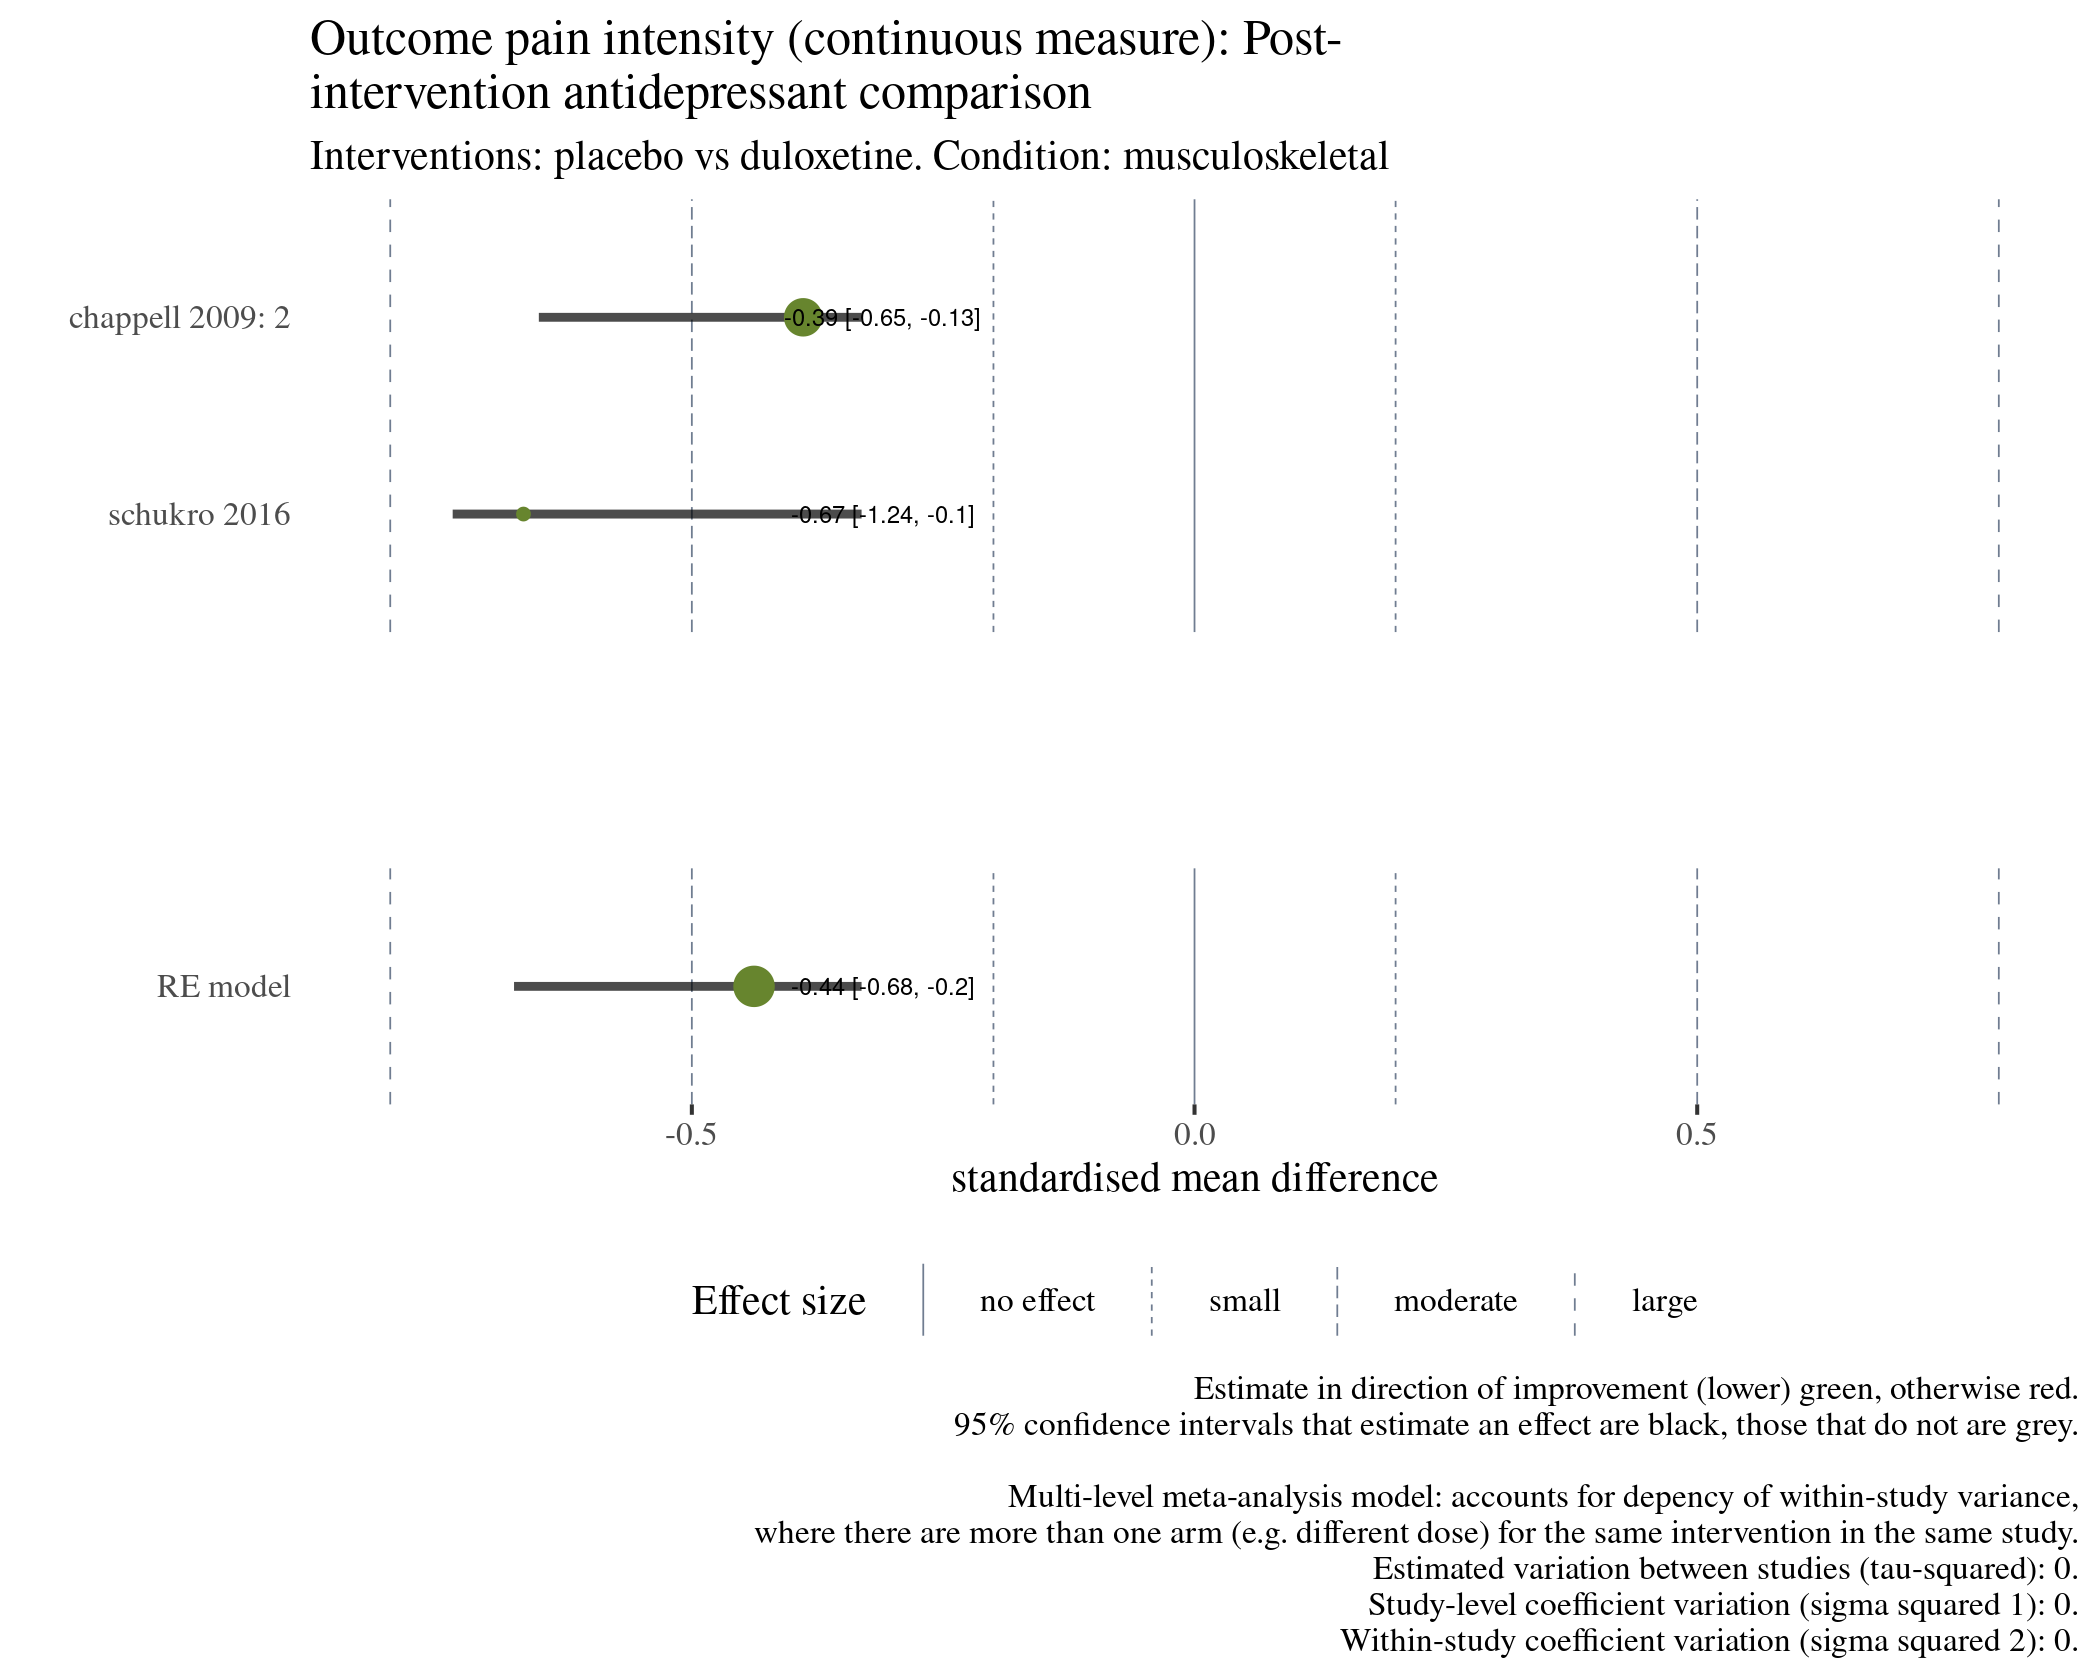 Outcome pain intensity (continuous measure): Post-
intervention antidepressant comparison
Interventions: placebo vs duloxetine. Condition: musculoskeletal
chappell 2009: 2
-0.39 [-0.65, -0.13]
schukro 2016
-0.67 [-1.24, -0.1]
RE model
-0.44 [-0.68, -0.2]
-0.5 0.0 0.5
standardised mean difference
Effect size no effect small moderate large
Estimate in direction of improvement (lower) green, otherwise red.
95% confidence intervals that estimate an effect are black, those that do not are grey.
Multi-level meta-analysis model: accounts for depency of within-study variance,
where there are more than one arm (e.g. different dose) for the same intervention in the same study.
Estimated variation between studies (tau-squared): 0.
Study-level coefficient variation (sigma squared 1): 0.
Within-study coefficient variation (sigma squared 2): 0.